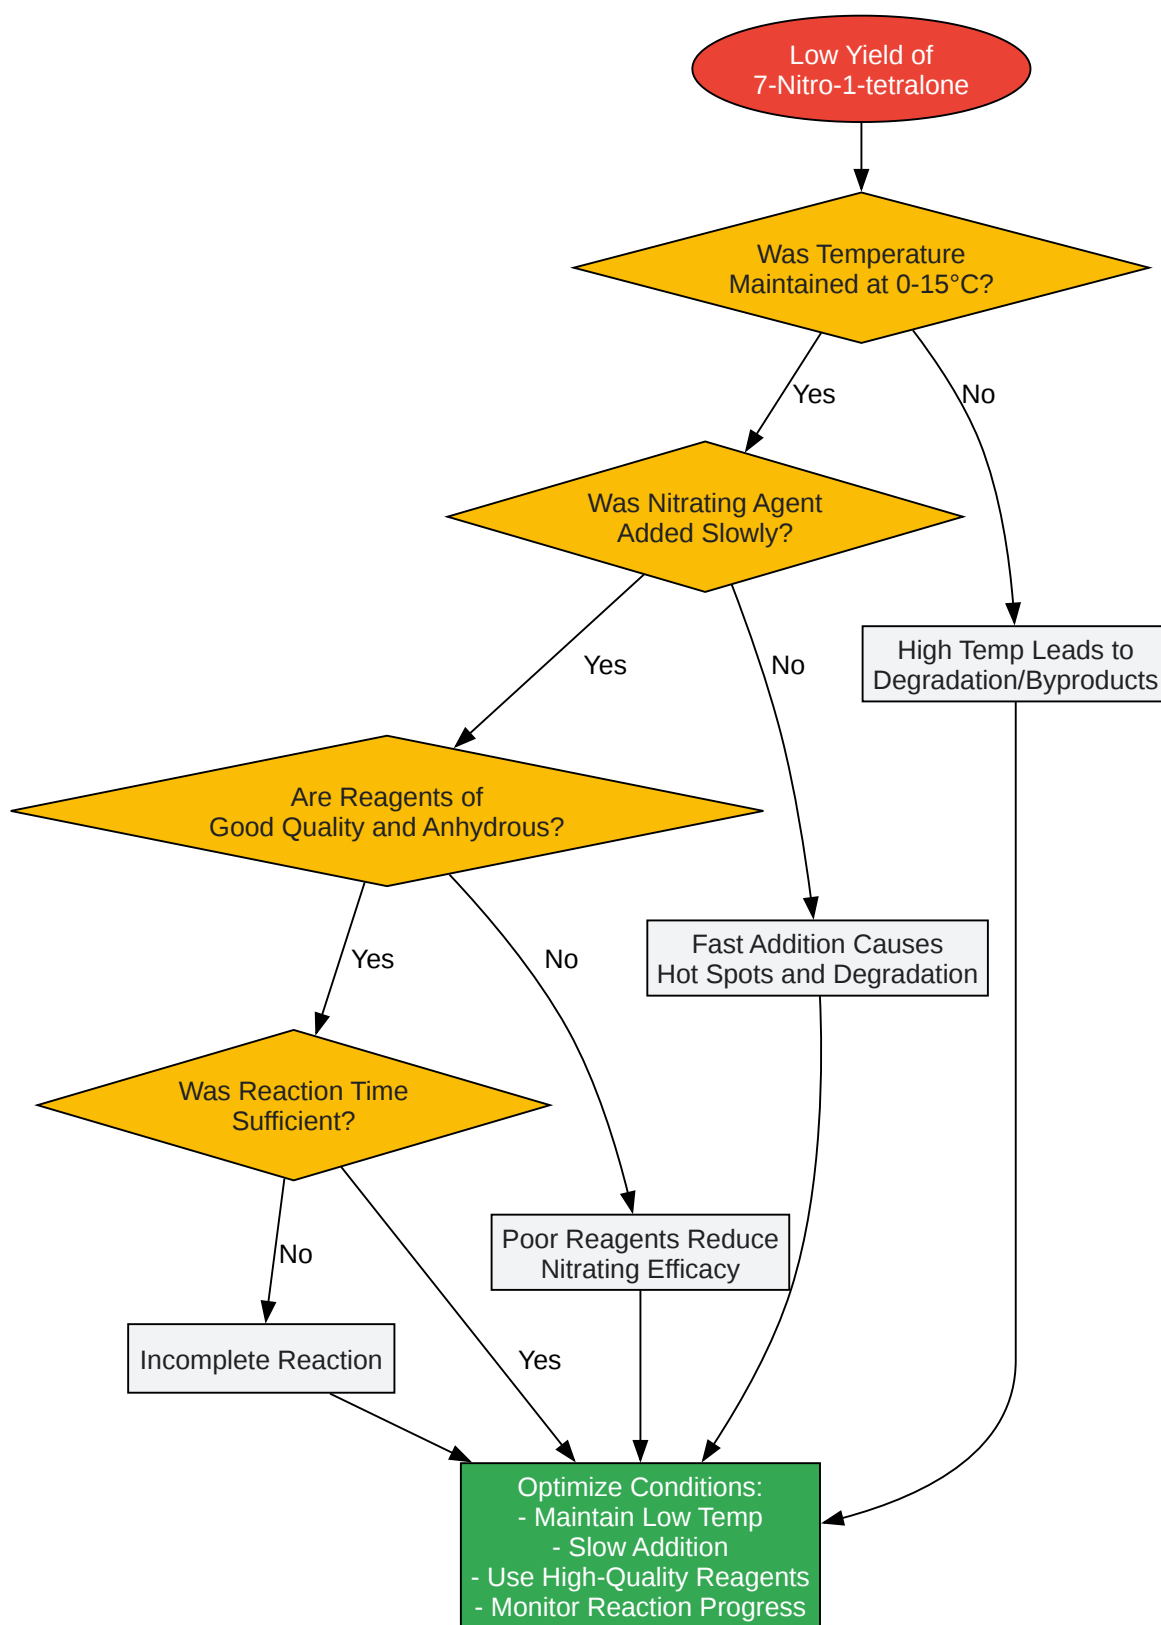 Low Yield of
7-Nitro-1-tetralone
Was Temperature
Maintained at 0-15°C?
Yes
No
Was Nitrating Agent
Added Slowly?
Yes
No
High Temp Leads to
Degradation/Byproducts
Are Reagents of
Good Quality and Anhydrous?
Yes
No
Fast Addition Causes
Hot Spots and Degradation
Was Reaction Time
Sufficient?
No
Yes
Poor Reagents Reduce
Nitrating Efficacy
Incomplete Reaction
Optimize Conditions:
- Maintain Low Temp
- Slow Addition
- Use High-Quality Reagents
- Monitor Reaction Progress